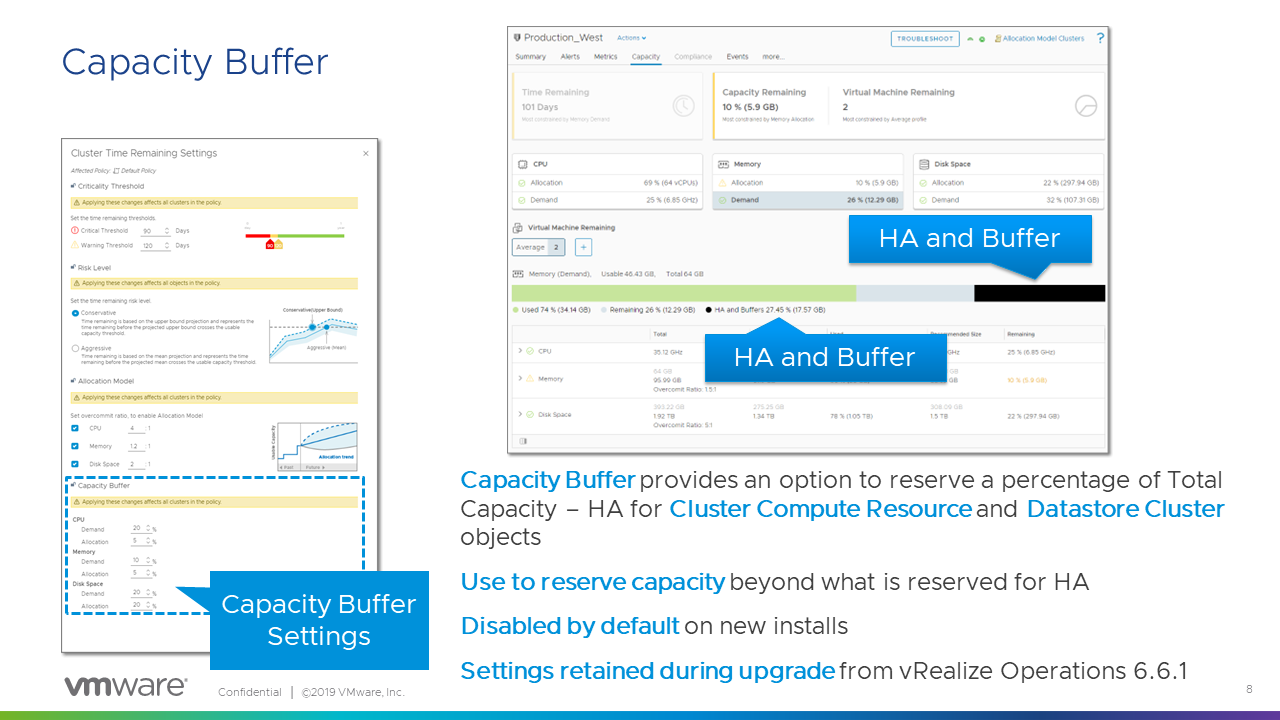 Capacity Buffer
Cluster Time Remaining Settings
×
Affected Policy: Default Policy
Criticality Threshold
Applying these changes affects all clusters in the policy.
Set the time remaining thresholds.
Critical Threshold 90 Days
Warning Threshold 120 Days
90 120
Risk Level
Applying these changes affects all objects in the policy.
Set the time remaining risk level.
Conservative
Time remaining is based on the upper bound projection and represents the
time remaining before the projected upper bound crosses the usable
capacity threshold.
Conservative(Upper Bound)
Aggressive (Mean)
Aggressive
Time remaining is based on the mean projection and represents the time
remaining before the projected mean crosses the usable capacity threshold
Allocation Model
Applying these changes affects all clusters in the policy.
Set overcommit ratio, to enable Allocation Model
CPU 4 :1
Memory 1.2 :1
Disk Space 2 :1
Usable Capacity
Allocation trend
Past Future
Capacity Buffer
Applying these changes affects all clusters in the policy.
CPU
Demand 20 %
Allocation 5 %
Memory
Demand 10 %
Allocation 5 %
Disk Space
Demand 20 %
Allocation 20 %
Capacity Buffer
Settings
Production_West Actions TROUBLESHOOT Allocation Model Clusters ?
Summary Alerts Metrics Capacity Compliance Events more...
Time Remaining
101 Days
Most constrained by Memory Demand
Capacity Remaining
10 % (5.9 GB)
Most constrained by Memory Allocation
Virtual Machine Remaining
2
Most constrained by Average profile
CPU
Allocation 69 % (64 vCPUs)
Demand 25 % (6.85 GHz)
Memory
Allocation 10 % (5.9 GB)
Demand 26 % (12.29 GB)
Disk Space
Allocation 22 % (297.94 GB)
Demand 32 % (107.31 GB)
Virtual Machine Remaining
Average 2 +
HA and Buffer
Memory (Demand), Usable 46.43 GB, Total 64 GB
Used 74 % (34.14 GB) Remaining 26 % (12.29 GB) HA and Buffers 27.45 % (17.57 GB)
HA and Buffer
Total Used Size Remaining
CPU 35.12 GHz GHz 25 % (6.85 GHz)
64 GB
Memory 95.99 GB GB 10 % (5.9 GB)
Overcomit Ratio: 1.5:1
393.22 GB 275.25 GB 308.09 GB
Disk Space 1.92 TB 1.34 TB 78 % (1.05 TB) 1.5 TB 22 % (297.94 GB)
Overcomit Ratio: 5:1
Capacity Buffer provides an option to reserve a percentage of Total
Capacity – HA for Cluster Compute Resource and Datastore Cluster
objects
Use to reserve capacity beyond what is reserved for HA
Disabled by default on new installs
Settings retained during upgrade from vRealize Operations 6.6.1
vmware®
Confidential | ©2019 VMware, Inc.
8